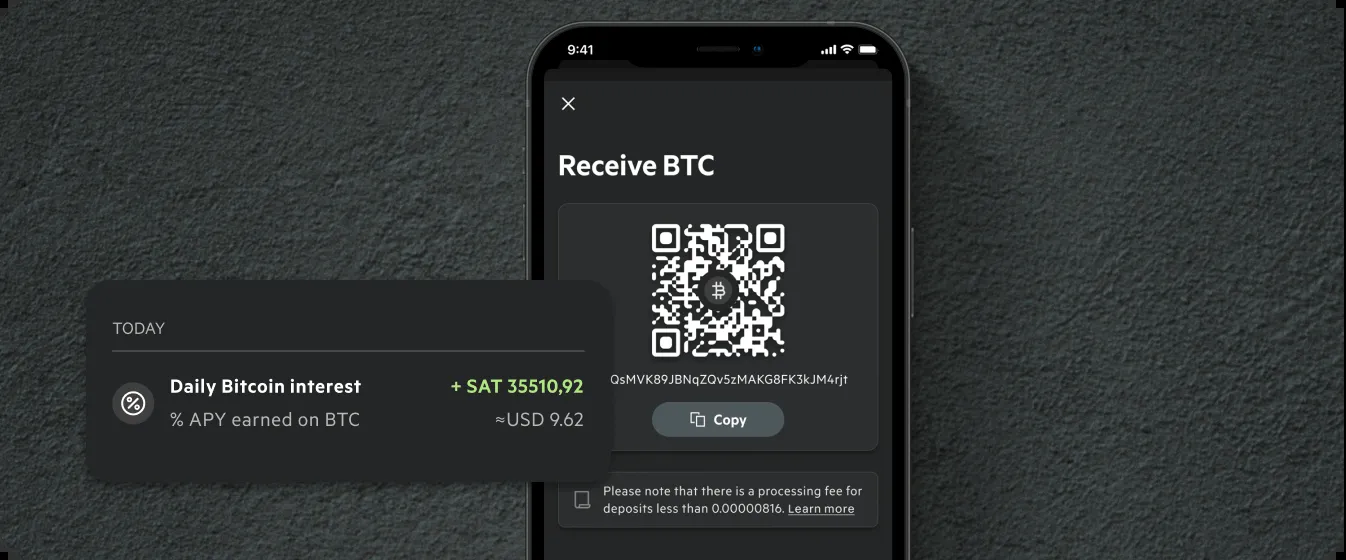 9:41
Receive BTC
QsMVK89JBNqZQv5zMAKG8FK3kJM4rjt
Copy
Please note that there is a processing fee for
deposits less than 0.00000816. Learn more
TODAY
Daily Bitcoin interest
+ SAT 35510,92
% APY earned on BTC
≈USD 9.62